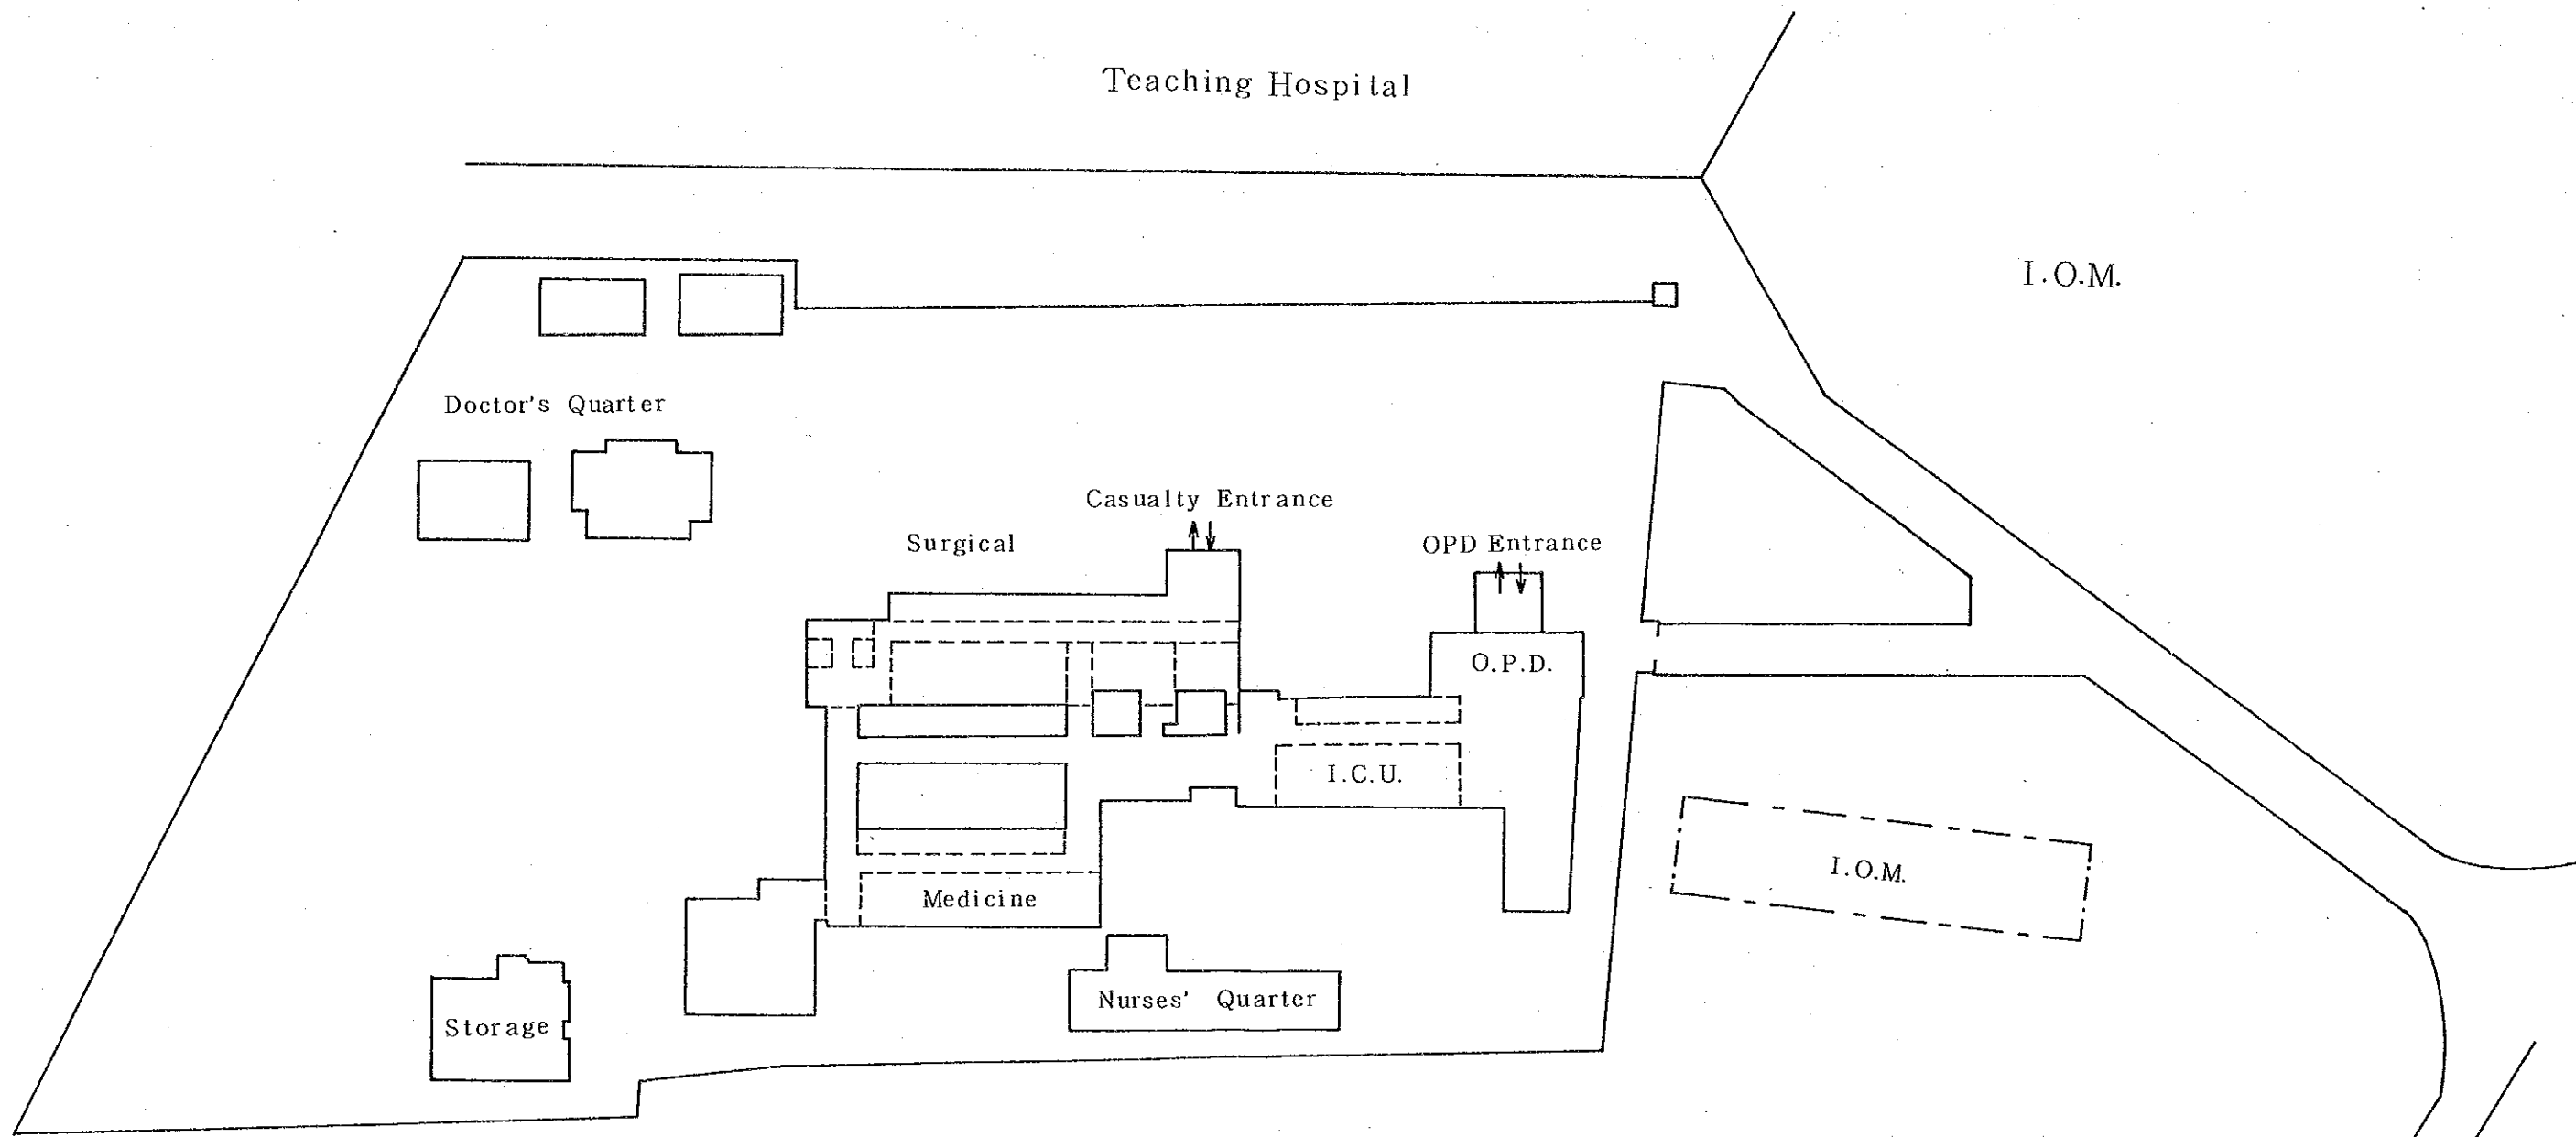 Teaching Hospital
I.O.M.
Doctor's Quarter
Casualty Entrance
Surgical
OPD Entrance
O.P.D.
I.C.U.
I.O.M.
Medicine
Nurses' Quarter
Storage